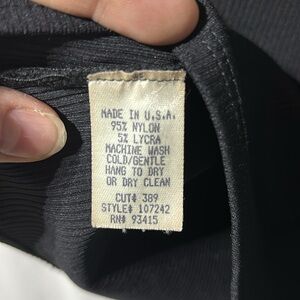 MADE IN U.S.A.
95% NYLON
5% LYCRA
MACHINE WASH
COLD/GENTLE
HANG TO DRY
OR DRY CLEAN
CUT# 389
STYLE# 107242
RN# 93415